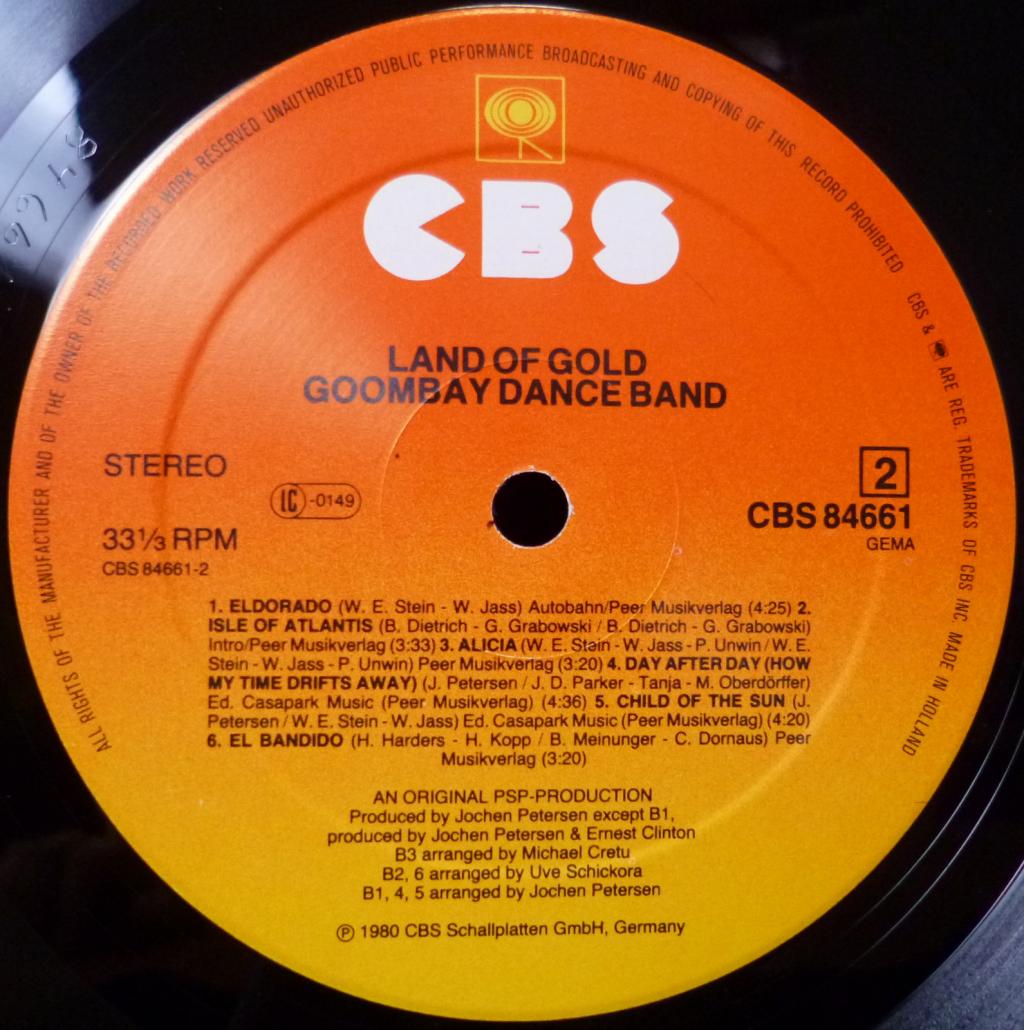 ALL RIGHTS OF THE MANUFACTURER AND OF THE OWNER OF THE RECORDED WORK RESERVED UNAUTHORIZED PUBLIC PERFORMANCE BROADCASTING AND COPYING OF THIS RECORD PROHIBITED
CBS & ARE REG. TRADEMARKS OF CBS INC. MADE IN HOLLAND
CBS
LAND OF GOLD
GOOMBAY DANCE BAND
STEREO
LC -0149
33⅓ RPM
CBS 84661-2
2
CBS 84661
GEMA
1. ELDORADO (W. E. Stein - W. Jass) Autobahn/Peer Musikverlag (4:25) 2.
ISLE OF ATLANTIS (B. Dietrich - G. Grabowski / B. Dietrich - G. Grabowski)
Intro/Peer Musikverlag (3:33) 3. ALICIA (W. E. Stein - W. Jass - P. Unwin / W. E.
Stein - W. Jass - P. Unwin) Peer Musikverlag (3:20) 4. DAY AFTER DAY (HOW
MY TIME DRIFTS AWAY) (J. Petersen / J. D. Parker - Tanja - M. Oberdörffer)
Ed. Casapark Music (Peer Musikverlag) (4:36) 5. CHILD OF THE SUN (J.
Petersen / W. E. Stein - W. Jass) Ed. Casapark Music (Peer Musikverlag) (4:20)
6. EL BANDIDO (H. Harders - H. Kopp / B. Meinunger - C. Dornaus) Peer
Musikverlag (3:20)
AN ORIGINAL PSP-PRODUCTION
Produced by Jochen Petersen except B1,
produced by Jochen Petersen & Ernest Clinton
B3 arranged by Michael Cretu
B2, 6 arranged by Uve Schickora
B1, 4, 5 arranged by Jochen Petersen
℗ 1980 CBS Schallplatten GmbH, Germany